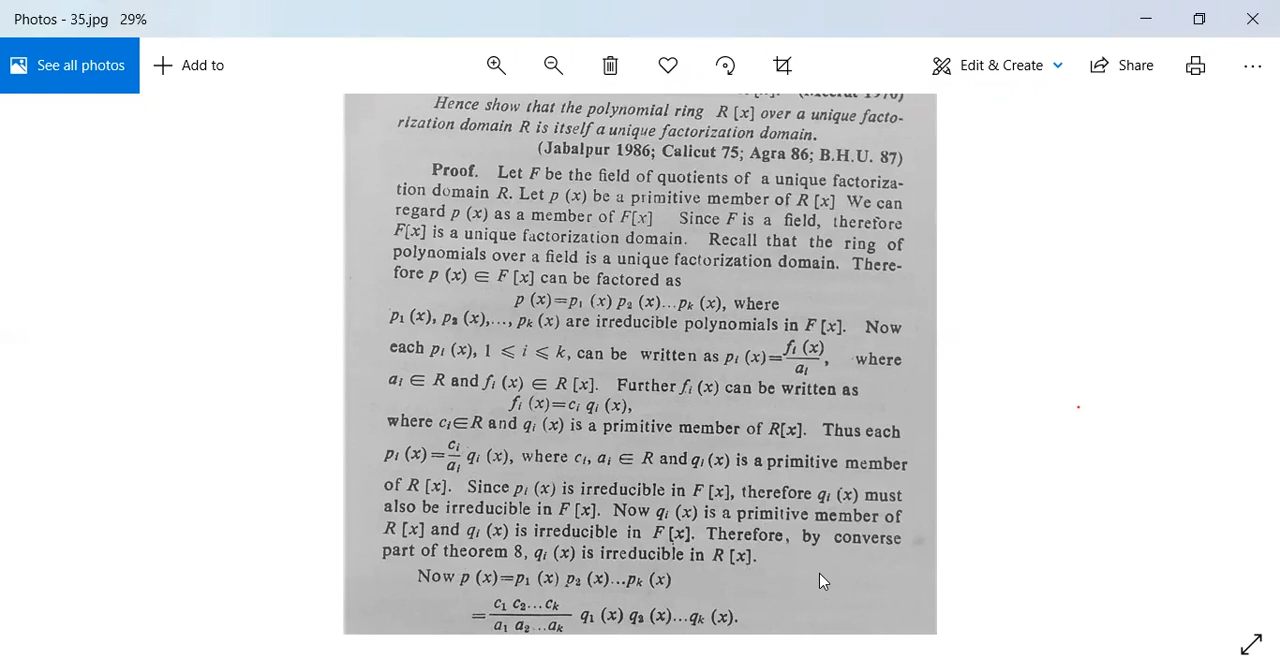 Photos - 35.jpg 29%
See all photos
Add to
Edit & Create
Share
Hence show that the polynomial ring R [x] over a unique facto-
rization domain R is itself a unique factorization domain.
(Jabalpur 1986; Calicut 75; Agra 86; B.H.U. 87)
Proof. Let F be the field of quotients of a unique factoriza-
tion domain R. Let p (x) be a primitive member of R [x] We can
regard p (x) as a member of F[x] Since F is a field, therefore
F[x] is a unique factorization domain. Recall that the ring of
polynomials over a field is a unique factorization domain. There-
fore p (x) ∈ F [x] can be factored as
p (x)=p₁ (x) p₂ (x)...pₖ (x), where
p₁ (x), p₂ (x),..., pₖ (x) are irreducible polynomials in F [x]. Now
each pᵢ (x), 1 ⩽ i ⩽ k, can be written as pᵢ (x)=fᵢ (x)/aᵢ, where
aᵢ ∈ R and fᵢ (x) ∈ R [x]. Further fᵢ (x) can be written as
fᵢ (x)=cᵢ qᵢ (x),
where cᵢ∈R and qᵢ (x) is a primitive member of R[x]. Thus each
pᵢ (x)=cᵢ/aᵢ qᵢ (x), where cᵢ, aᵢ ∈ R and qᵢ (x) is a primitive member
of R [x]. Since pᵢ (x) is irreducible in F [x], therefore qᵢ (x) must
also be irreducible in F [x]. Now qᵢ (x) is a primitive member of
R [x] and qᵢ (x) is irreducible in F [x]. Therefore, by converse
part of theorem 8, qᵢ (x) is irreducible in R [x].
Now p (x)=p₁ (x) p₂ (x)...pₖ (x)
= c₁ c₂...cₖ / a₁ a₂...aₖ q₁ (x) q₂ (x)...qₖ (x).